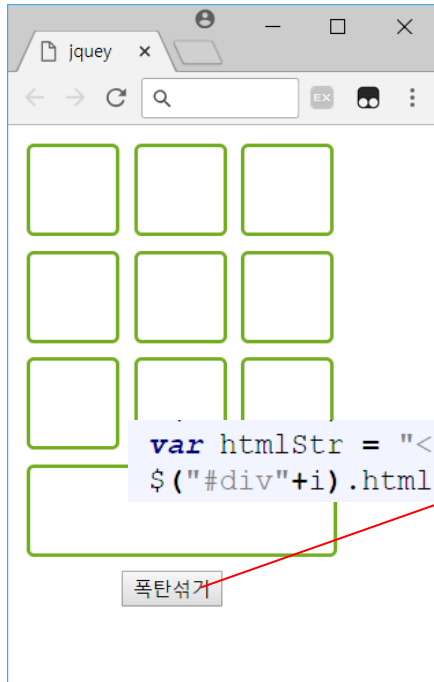 jquey
EX
var htmlStr = "<
$("#div"+i).html
폭탄섞기